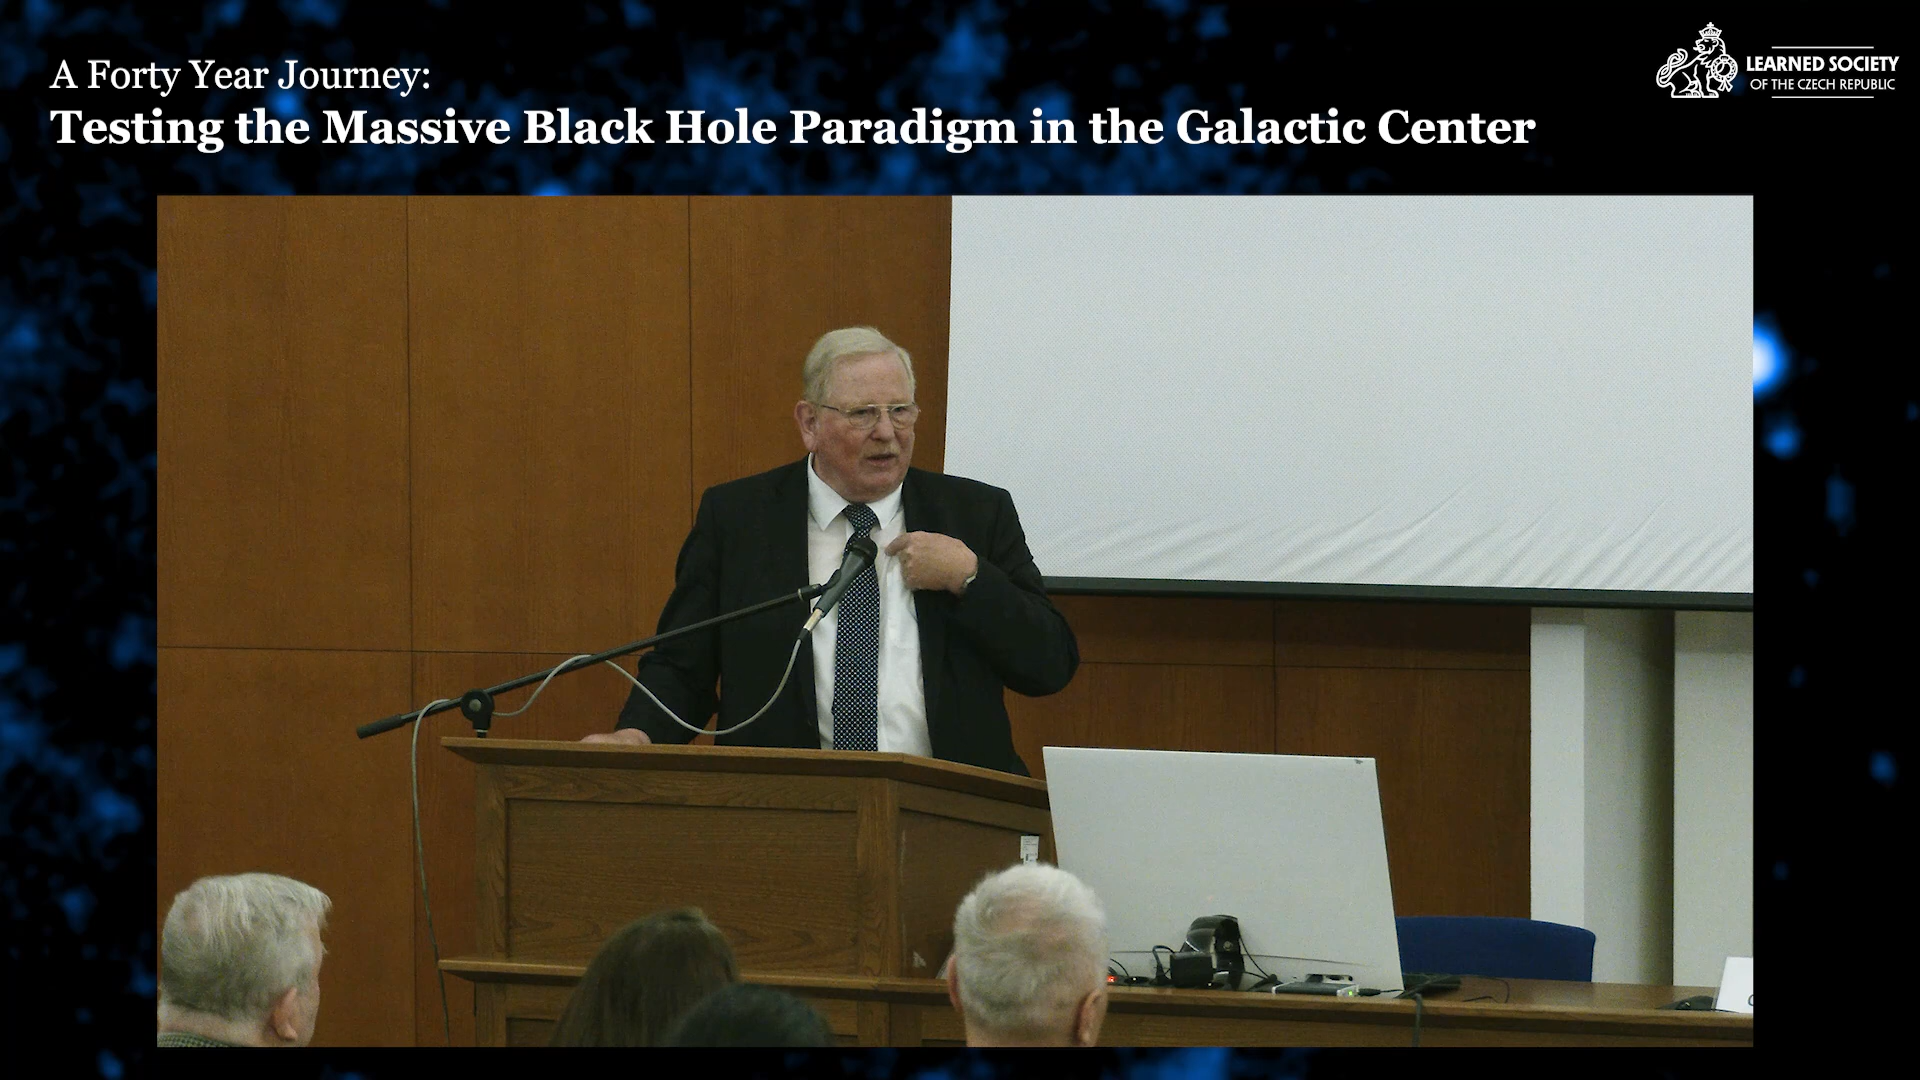 A Forty Year Journey:
Testing the Massive Black Hole Paradigm in the Galactic Center
LEARNED SOCIETY
OF THE CZECH REPUBLIC